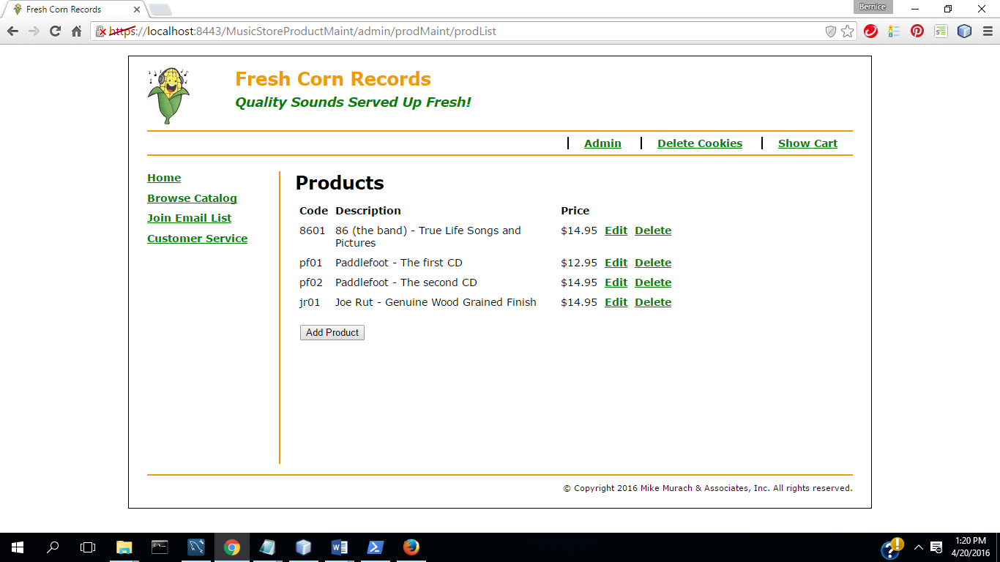 Fresh Corn Records
Bernice
https://localhost:8443/MusicStoreProductMaint/admin/prodMaint/prodList
Fresh Corn Records
Quality Sounds Served Up Fresh!
Admin Delete Cookies Show Cart
Home
Browse Catalog
Join Email List
Customer Service
Products
Code Description Price
8601 86 (the band) - True Life Songs and $14.95 Edit Delete
Pictures
pf01 Paddlefoot - The first CD $12.95 Edit Delete
pf02 Paddlefoot - The second CD $14.95 Edit Delete
jr01 Joe Rut - Genuine Wood Grained Finish $14.95 Edit Delete
Add Product
© Copyright 2016 Mike Murach & Associates, Inc. All rights reserved.
1:20 PM
4/20/2016